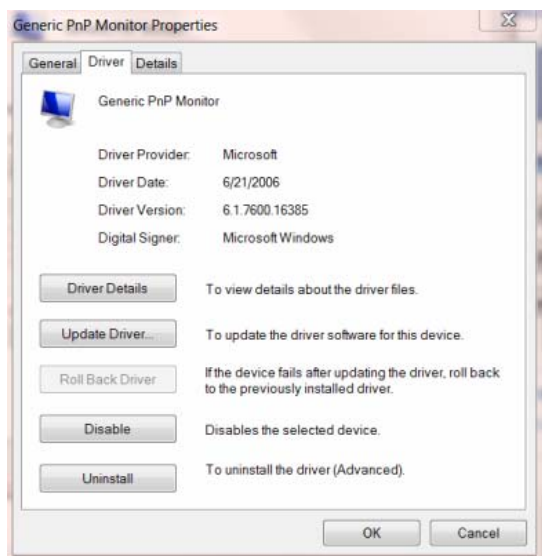 Generic PnP Monitor Properties
General Driver Details
Generic PnP Monitor
Driver Provider: Microsoft
Driver Date: 6/21/2006
Driver Version: 6.1.7600.16385
Digital Signer: Microsoft Windows
Driver Details To view details about the driver files.
Update Driver... To update the driver software for this device.
Roll Back Driver If the device fails after updating the driver, roll back
to the previously installed driver.
Disable Disables the selected device.
Uninstall To uninstall the driver (Advanced).
OK Cancel